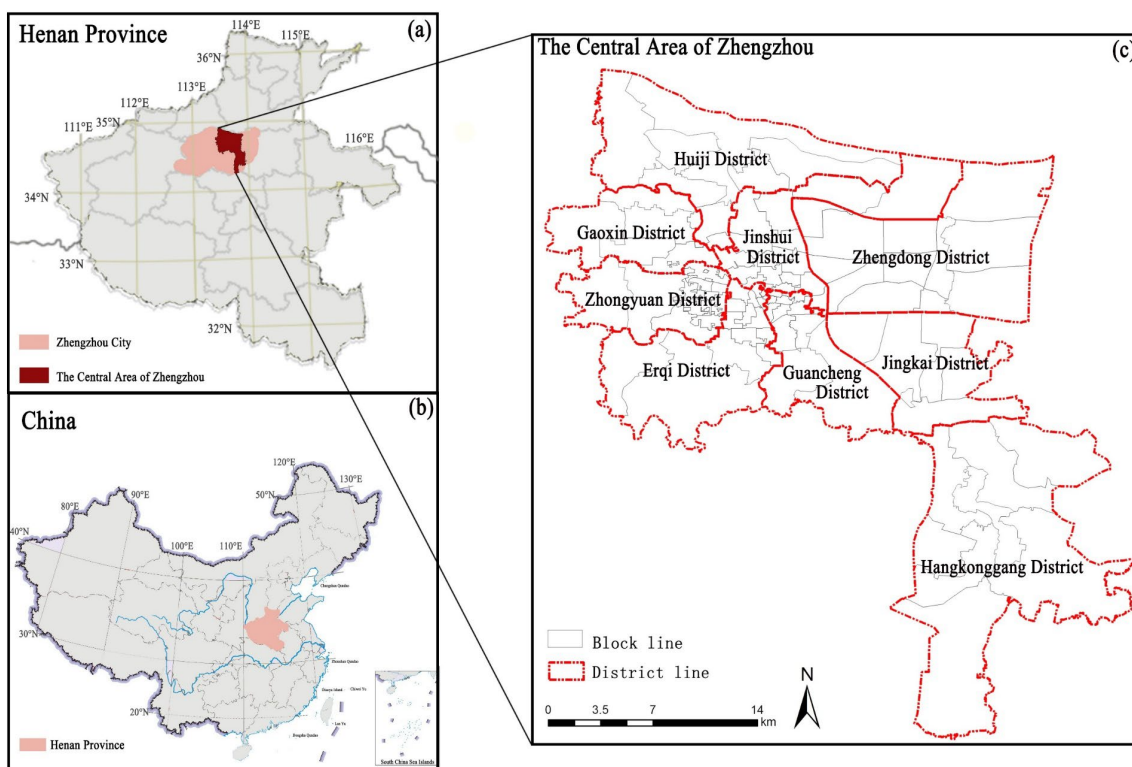 Henan Province
(a)
114°E
115°E
36°N
113°E
112°E
35°N
111°E
116°E
34°N
33°N
32°N
Zhengzhou City
The Central Area of Zhengzhou
China
(b)
120°E
130°E
50°N
90°E
80°E
40°N
100°E
110°E
30°N
20°N
Henan Province
South China Sea Islands
The Central Area of Zhengzhou
(c)
Huiji District
Gaoxin District
Jinshui
District
Zhengdong District
Zhongyuan District
Erqi District
Guancheng
District
Jingkai District
Hangkonggang District
Block line
District line
N
0 3.5 7 14
km